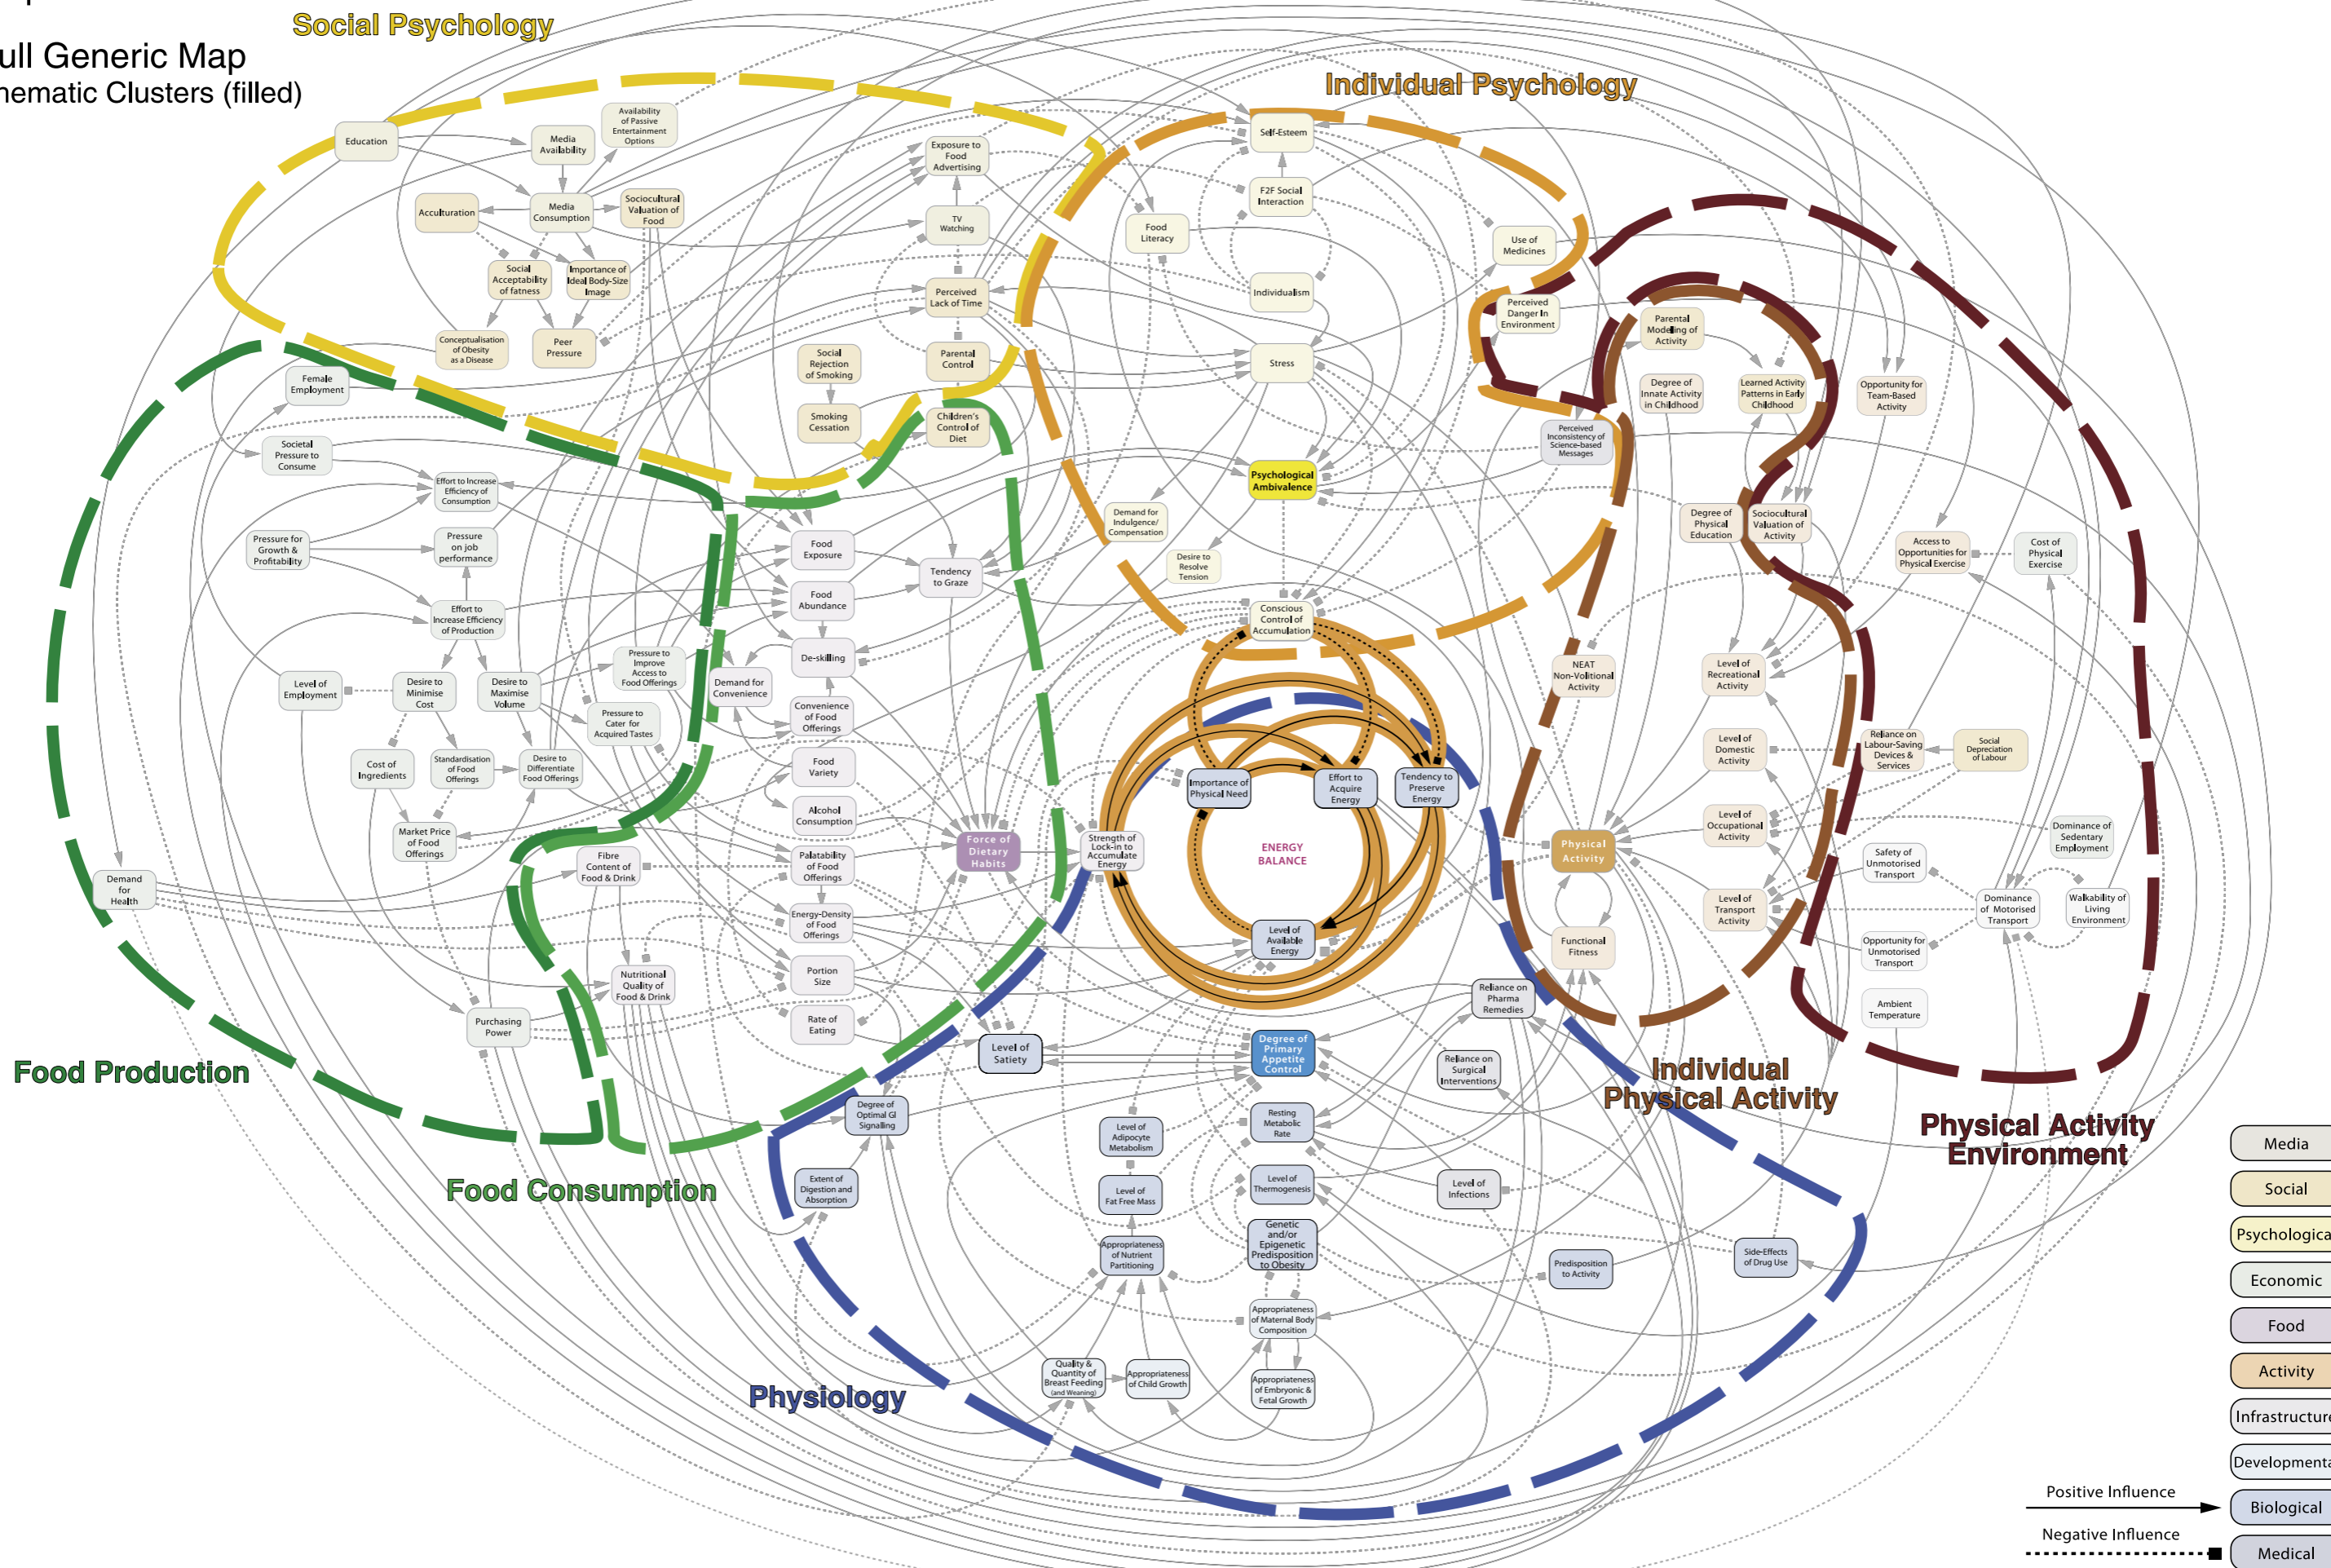 ull Generic Map
hematic Clusters (filled)
Social Psychology
Individual Psychology
Education
Media
Availability
Availability
of Passive
Entertainment
Options
Acculturation
Media
Consumption
Sociocultural
Valuation of
Food
Social
Acceptability
of fatness
Importance of
Ideal Body-Size
Image
Conceptualisation
of Obesity
as a Disease
Peer
Pressure
Exposure to
Food
Advertising
TV
Watching
Perceived
Lack of Time
Parental
Control
Children's
Control of
Diet
Social
Rejection
of Smoking
Smoking
Cessation
Self-Esteem
F2F Social
Interaction
Food
Literacy
Individualism
Stress
Use of
Medicines
Perceived
Danger In
Environment
Psychological
Ambivalence
Perceived
Inconsistency of
Science-based
Messages
Demand for
Indulgence/
Compensation
Desire to
Resolve
Tension
Conscious
Control of
Accumulation
Parental
Modeling of
Activity
Degree of
Innate Activity
in Childhood
Learned Activity
Patterns in Early
Childhood
Opportunity for
Team-Based
Activity
Degree of
Physical
Education
Sociocultural
Valuation of
Activity
Access to
Opportunities for
Physical Exercise
Cost of
Physical
Exercise
Female
Employment
Societal
Pressure to
Consume
Effort to Increase
Efficiency of
Consumption
Pressure for
Growth &
Profitability
Pressure
on job
performance
Effort to
Increase Efficiency
of Production
Level of
Employment
Desire to
Minimise
Cost
Desire to
Maximise
Volume
Pressure to
Improve
Access to
Food Offerings
Pressure to
Cater for
Acquired Tastes
Cost of
Ingredients
Standardisation
of Food
Offerings
Desire to
Differentiate
Food Offerings
Market Price
of Food
Offerings
Demand
for
Health
Purchasing
Power
Food
Exposure
Food
Abundance
Tendency
to Graze
De-skilling
Demand for
Convenience
Convenience
of Food
Offerings
Food
Variety
Alcohol
Consumption
Fibre
Content of
Food & Drink
Palatability
of Food
Offerings
Energy-Density
of Food
Offerings
Nutritional
Quality of
Food & Drink
Portion
Size
Rate of
Eating
Force of
Dietary
Habits
Strength of
Lock-in to
Accumulate
Energy
Importance of
Physical Need
Effort to
Acquire
Energy
Tendency to
Preserve
Energy
ENERGY
BALANCE
Level of
Available
Energy
NEAT
Non-Volitional
Activity
Level of
Recreational
Activity
Level of
Domestic
Activity
Reliance on
Labour-Saving
Devices &
Services
Social
Depreciation
of Labour
Physical
Activity
Level of
Occupational
Activity
Level of
Transport
Activity
Functional
Fitness
Safety of
Unmotorised
Transport
Dominance of
Sedentary
Employment
Dominance
of Motorised
Transport
Walkability of
Living
Environment
Opportunity for
Unmotorised
Transport
Ambient
Temperature
Level of
Satiety
Degree of
Primary
Appetite
Control
Reliance on
Pharma
Remedies
Reliance on
Surgical
Interventions
Degree of
Optimal GI
Signalling
Extent of
Digestion and
Absorption
Level of
Adipocyte
Metabolism
Resting
Metabolic
Rate
Level of
Fat Free Mass
Level of
Thermogenesis
Level of
Infections
Appropriateness
of Nutrient
Partitioning
Genetic
and/or
Epigenetic
Predisposition
to Obesity
Predisposition
to Activity
Side-Effects
of Drug Use
Appropriateness
of Maternal Body
Composition
Quality &
Quantity of
Breast Feeding
(and Weaning)
Appropriateness
of Child Growth
Appropriateness
of Embryonic &
Fetal Growth
Food Production
Food Consumption
Physiology
Individual
Physical Activity
Physical Activity
Environment
Media
Social
Psychologica
Economic
Food
Activity
Infrastructure
Developmenta
Biological
Medical
Positive Influence
Negative Influence